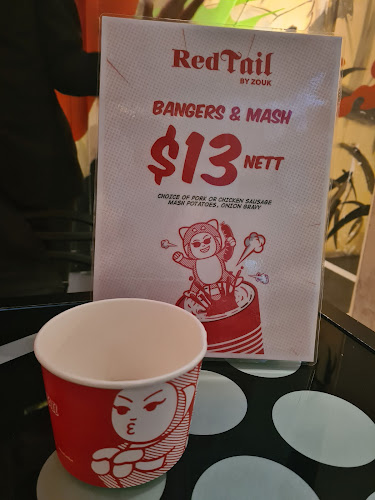 RedTail
BY ZOUK
BANGERS & MASH
$13 NETT
CHOICE OF PORK OR CHICKEN SAUSAGE
MASH POTATOES, ONION GRAVY